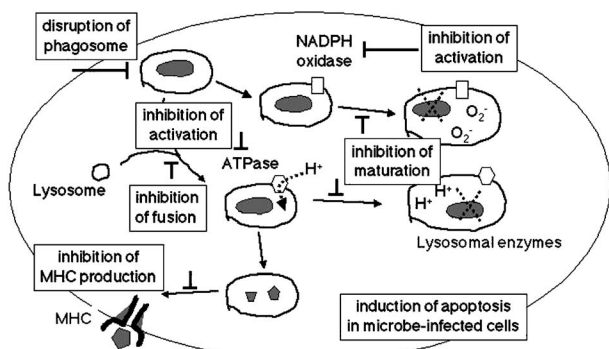 disruption of
phagosome
NADPH
oxidase
inhibition of
activation
inhibition of
activation
O₂⁻
O₂⁻
ATPase
H⁺
inhibition of
maturation
Lysosome
inhibition
of fusion
H⁺
H⁺
Lysosomal enzymes
inhibition of
MHC production
MHC
induction of apoptosis
in microbe-infected cells